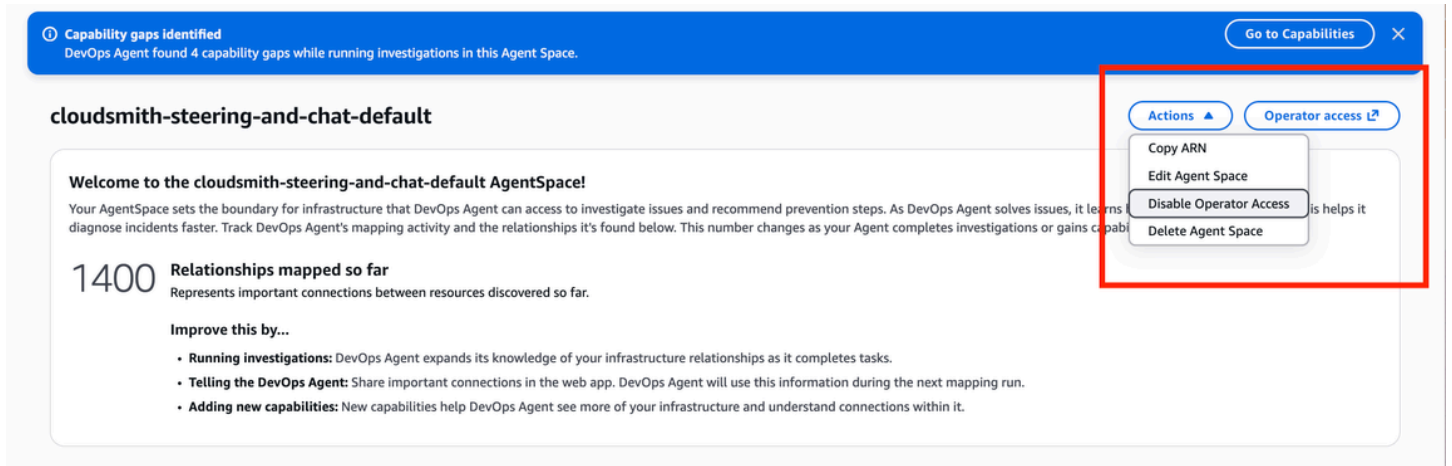 Capability gaps identified
DevOps Agent found 4 capability gaps while running investigations in this Agent Space.
Go to Capabilities
cloudsmith-steering-and-chat-default
Actions
Operator access
Copy ARN
Edit Agent Space
Disable Operator Access
Delete Agent Space
Welcome to the cloudsmith-steering-and-chat-default AgentSpace!
Your AgentSpace sets the boundary for infrastructure that DevOps Agent can access to investigate issues and recommend prevention steps. As DevOps Agent solves issues, it learns is helps it
diagnose incidents faster. Track DevOps Agent's mapping activity and the relationships it's found below. This number changes as your Agent completes investigations or gains
1400
Relationships mapped so far
Represents important connections between resources discovered so far.
Improve this by...
• Running investigations: DevOps Agent expands its knowledge of your infrastructure relationships as it completes tasks.
• Telling the DevOps Agent: Share important connections in the web app. DevOps Agent will use this information during the next mapping run.
• Adding new capabilities: New capabilities help DevOps Agent see more of your infrastructure and understand connections within it.